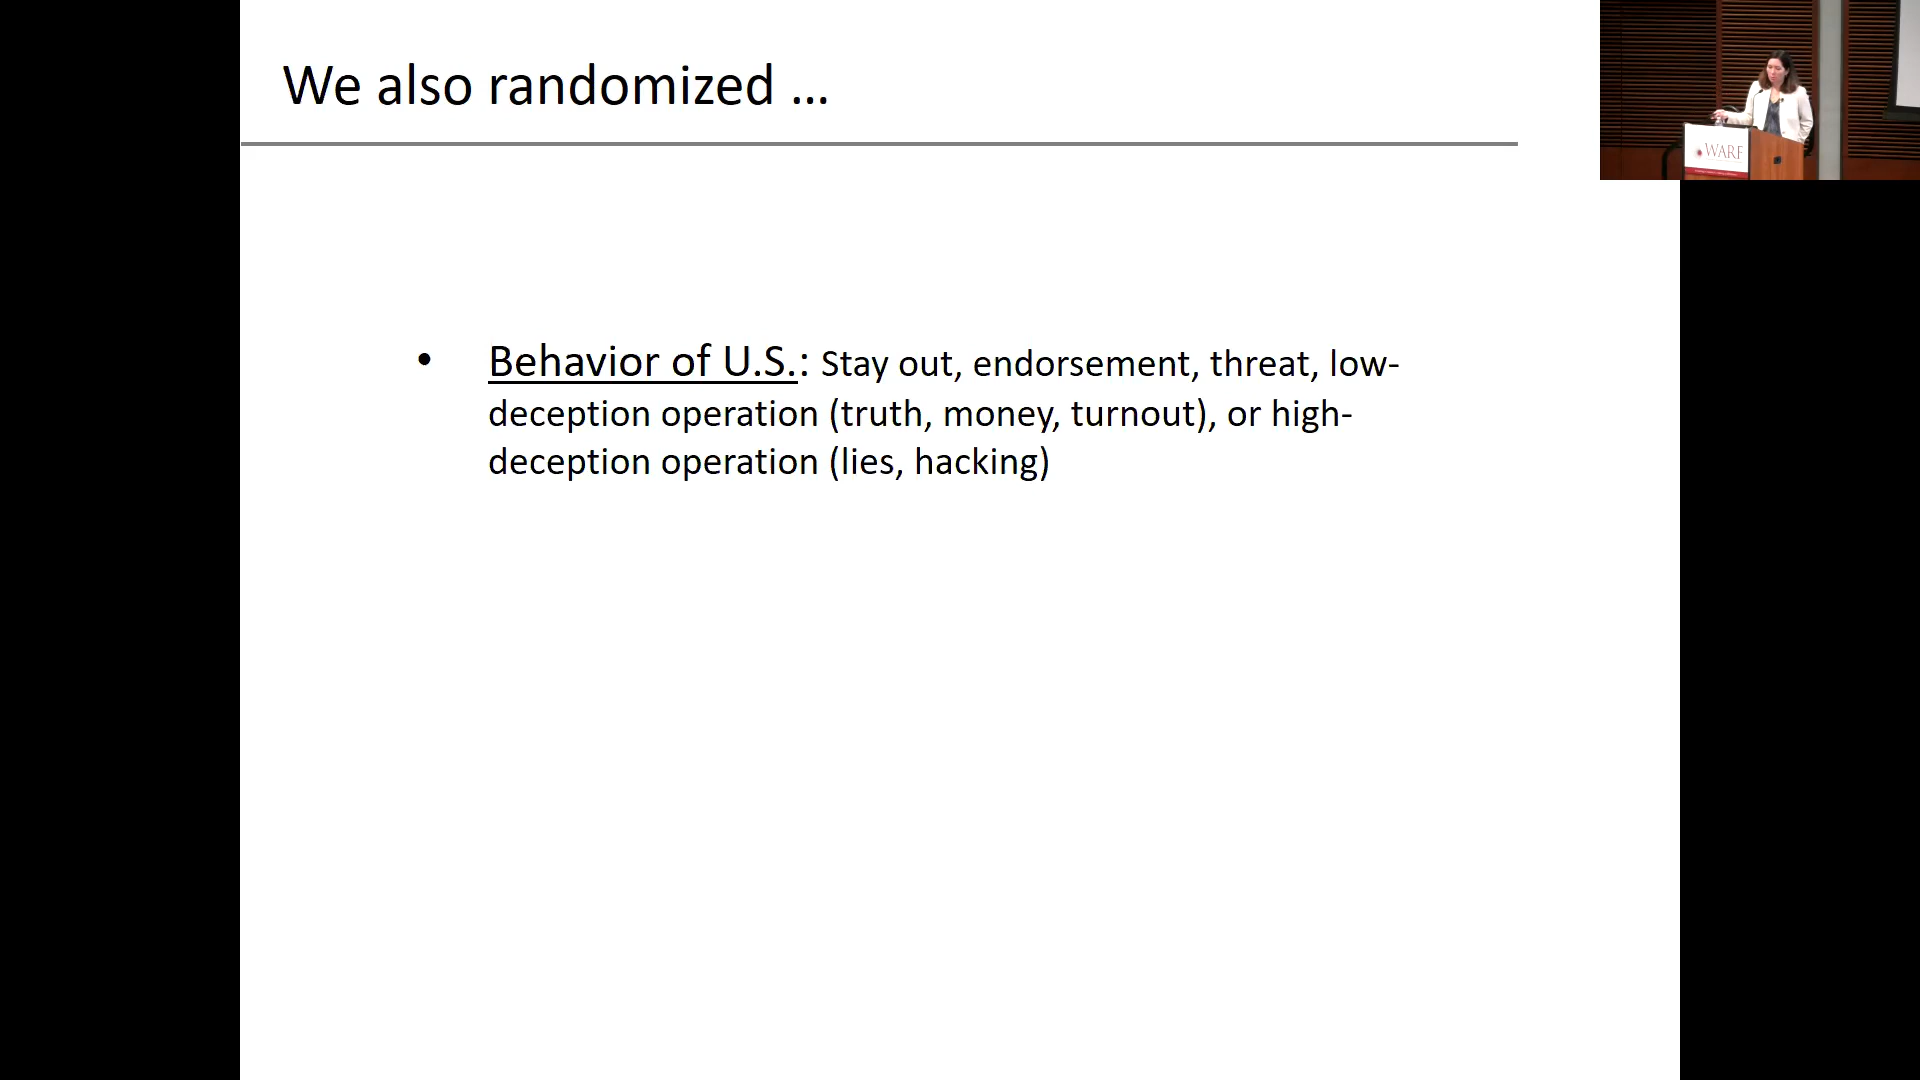 We also randomized ...
• Behavior of U.S.: Stay out, endorsement, threat, low-
deception operation (truth, money, turnout), or high-
deception operation (lies, hacking)
WARF